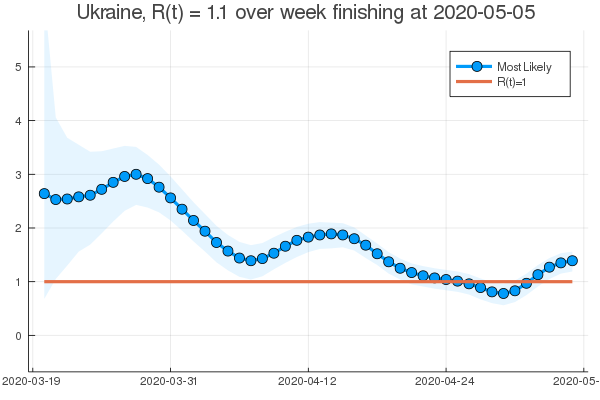 Ukraine, R(t) = 1.1 over week finishing at 2020-05-05
5
4
3
2
1
0
Most Likely
R(t)=1
2020-03-19 2020-03-31 2020-04-12 2020-04-24 2020-05-